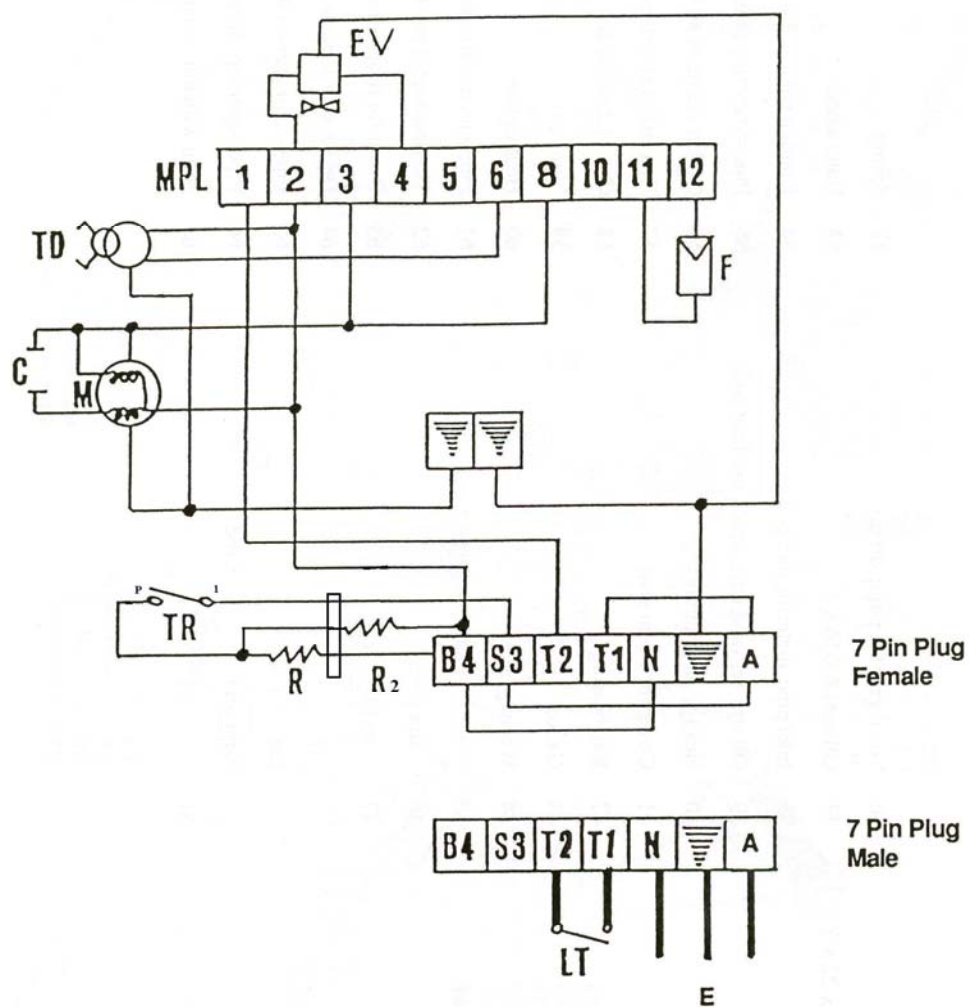 EV
MPL 1 2 3 4 5 6 8 10 11 12
TD
F
C
M
P 1
TR
R R2
B4 S3 T2 T1 N A
7 Pin Plug
Female
B4 S3 T2 T1 N A
7 Pin Plug
Male
LT
E